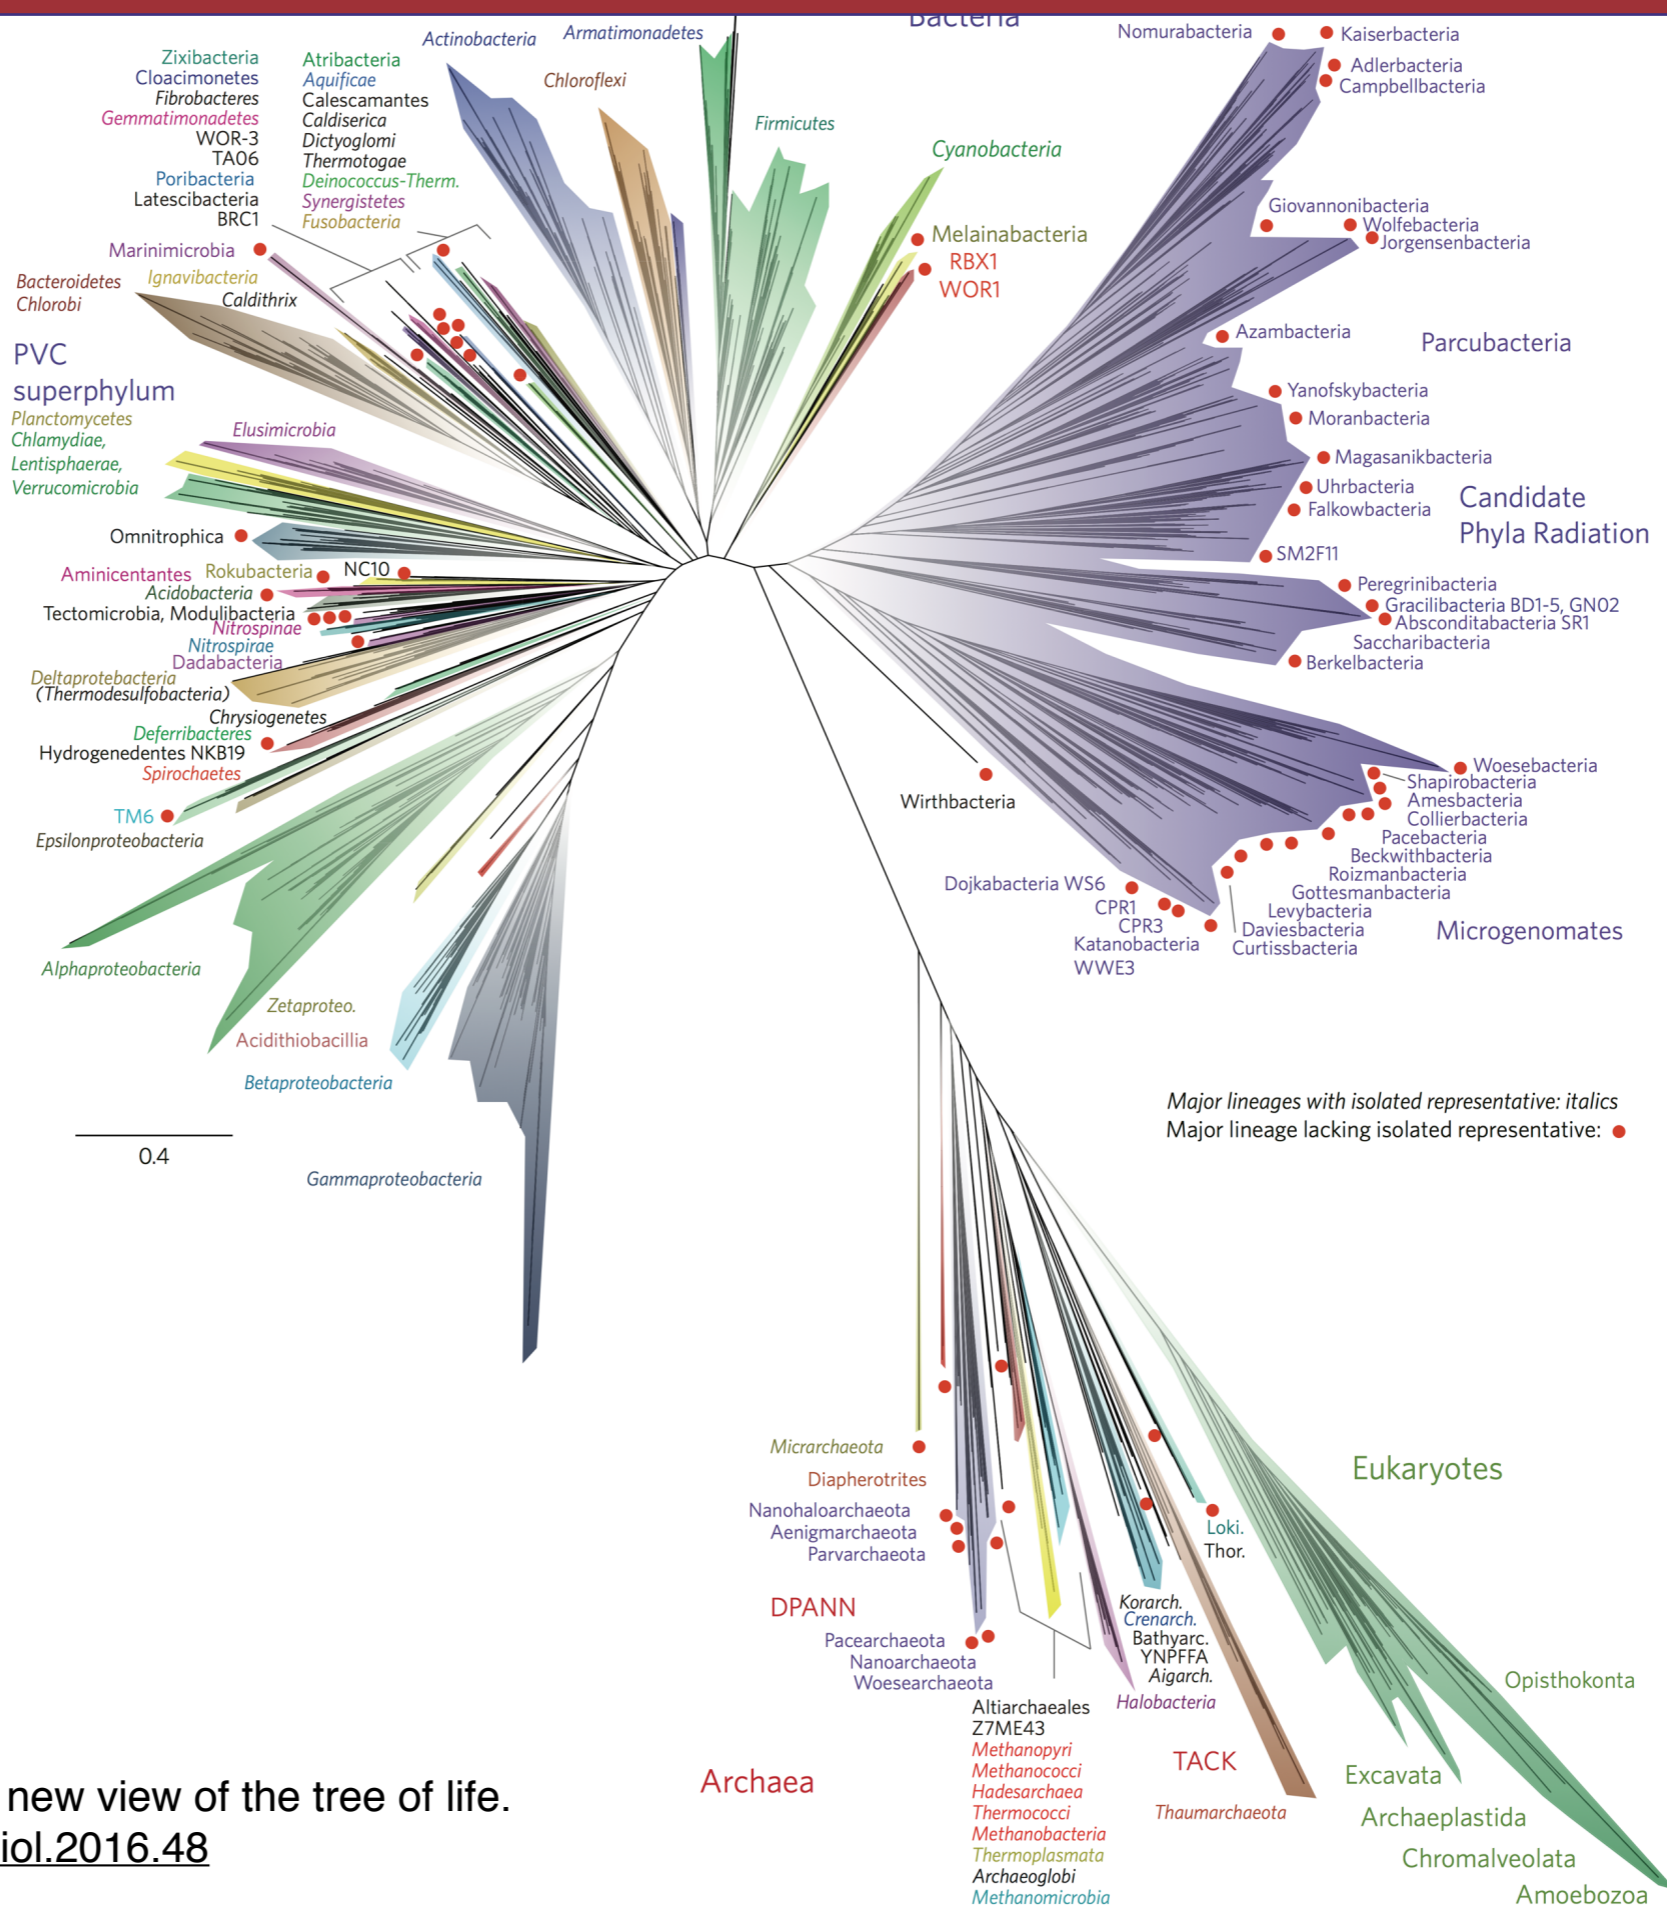 Bacteria
Nomurabacteria
Kaiserbacteria
Adlerbacteria
Campbellbacteria
Giovannonibacteria
Wolfebacteria
Jorgensenbacteria
Azambacteria
Parcubacteria
Yanofskybacteria
Moranbacteria
Magasanikbacteria
Uhrbacteria
Falkowbacteria
Candidate
Phyla Radiation
SM2F11
Peregrinibacteria
Gracilibacteria BD1-5, GN02
Absconditabacteria SR1
Saccharibacteria
Berkelbacteria
Actinobacteria
Armatimonadetes
Chloroflexi
Firmicutes
Cyanobacteria
Melainabacteria
RBX1
WOR1
Zixibacteria
Cloacimonetes
Fibrobacteres
Gemmatimonadetes
WOR-3
TA06
Poribacteria
Latescibacteria
BRC1
Atribacteria
Aquificae
Calescamantes
Caldiserica
Dictyoglomi
Thermotogae
Deinococcus-Therm.
Synergistetes
Fusobacteria
Marinimicrobia
Bacteroidetes
Chlorobi
Ignavibacteria
Caldithrix
PVC
superphylum
Planctomycetes
Chlamydiae,
Lentisphaerae,
Verrucomicrobia
Elusimicrobia
Omnitrophica
Aminicentantes
Rokubacteria
NC10
Acidobacteria
Tectomicrobia, Modulibacteria
Nitrospinae
Nitrospirae
Dadabacteria
Deltaprotebacteria
(Thermodesulfobacteria)
Chrysiogenetes
Deferribacteres
Hydrogenedentes NKB19
Spirochaetes
TM6
Epsilonproteobacteria
Alphaproteobacteria
Zetaproteo.
Acidithiobacillia
Betaproteobacteria
Gammaproteobacteria
0.4
Wirthbacteria
Woesebacteria
Shapirobacteria
Amesbacteria
Collierbacteria
Pacebacteria
Beckwithbacteria
Roizmanbacteria
Gottesmanbacteria
Levybacteria
Daviesbacteria
Curtissbacteria
Microgenomates
Dojkabacteria WS6
CPR1
CPR3
Katanobacteria
WWE3
Major lineages with isolated representative: italics
Major lineage lacking isolated representative:
Micrarchaeota
Diapherotrites
Nanohaloarchaeota
Aenigmarchaeota
Parvarchaeota
DPANN
Pacearchaeota
Nanoarchaeota
Woesearchaeota
Altiarchaeales
Z7ME43
Methanopyri
Methanococci
Hadesarchaea
Thermococci
Methanobacteria
Thermoplasmata
Archaeoglobi
Methanomicrobia
Archaea
Halobacteria
Korarch.
Crenarch.
Bathyarc.
YNPFFA
Aigarch.
TACK
Thaumarchaeota
Loki.
Thor.
Eukaryotes
Opisthokonta
Excavata
Archaeplastida
Chromalveolata
Amoebozoa
new view of the tree of life.
iol.2016.48